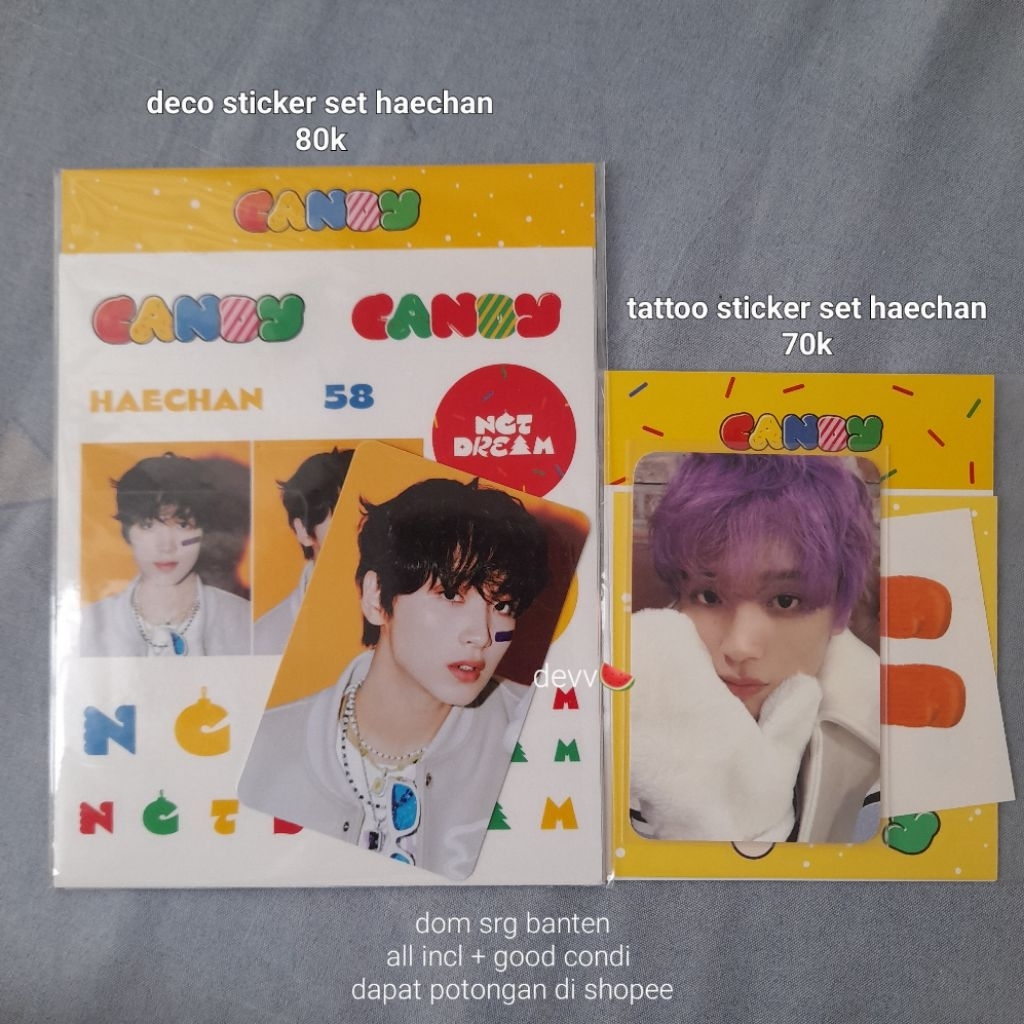 deco sticker set haechan
80k
CANDY
CANDY CANDY
HAECHAN 58
NCT
DREAM
tattoo sticker set haechan
70k
CANDY
devv
N C
M
M
N C T D
A M
dom srg banten
all incl + good condi
dapat potongan di shopee